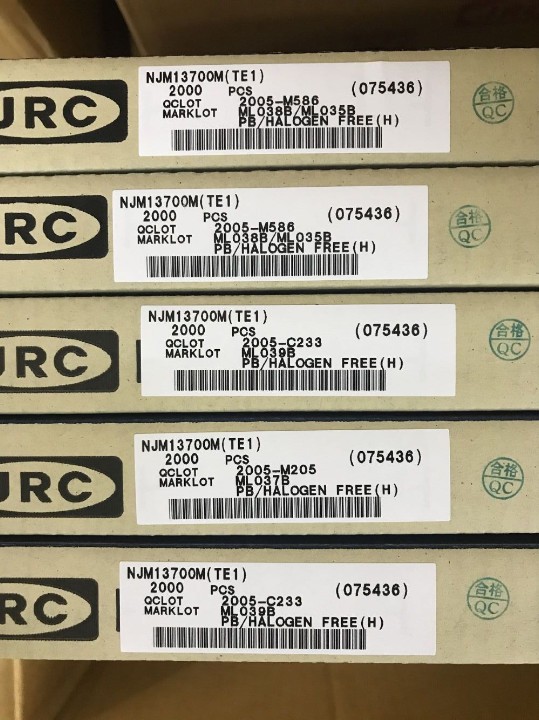 JRC
NJM13700M(TE1)
2000 PCS (075436)
QCLOT 2005-M586
MARKLOT ML038B/ML035B
PB/HALOGEN FREE(H)
合格
QC
RC
NJM13700M(TE1)
2000 PCS (075436)
QCLOT 2005-M586
MARKLOT ML038B/ML035B
PB/HALOGEN FREE(H)
合格
QC
JRC
NJM13700M(TE1)
2000 PCS (075436)
QCLOT 2005-C233
MARKLOT ML039B
PB/HALOGEN FREE(H)
合格
QC
JRC
NJM13700M(TE1)
2000 PCS (075436)
QCLOT 2005-M205
MARKLOT ML037B
PB/HALOGEN FREE(H)
合格
QC
RC
NJM13700M(TE1)
2000 PCS (075436)
QCLOT 2005-C233
MARKLOT ML039B
PB/HALOGEN FREE(H)
合格
QC